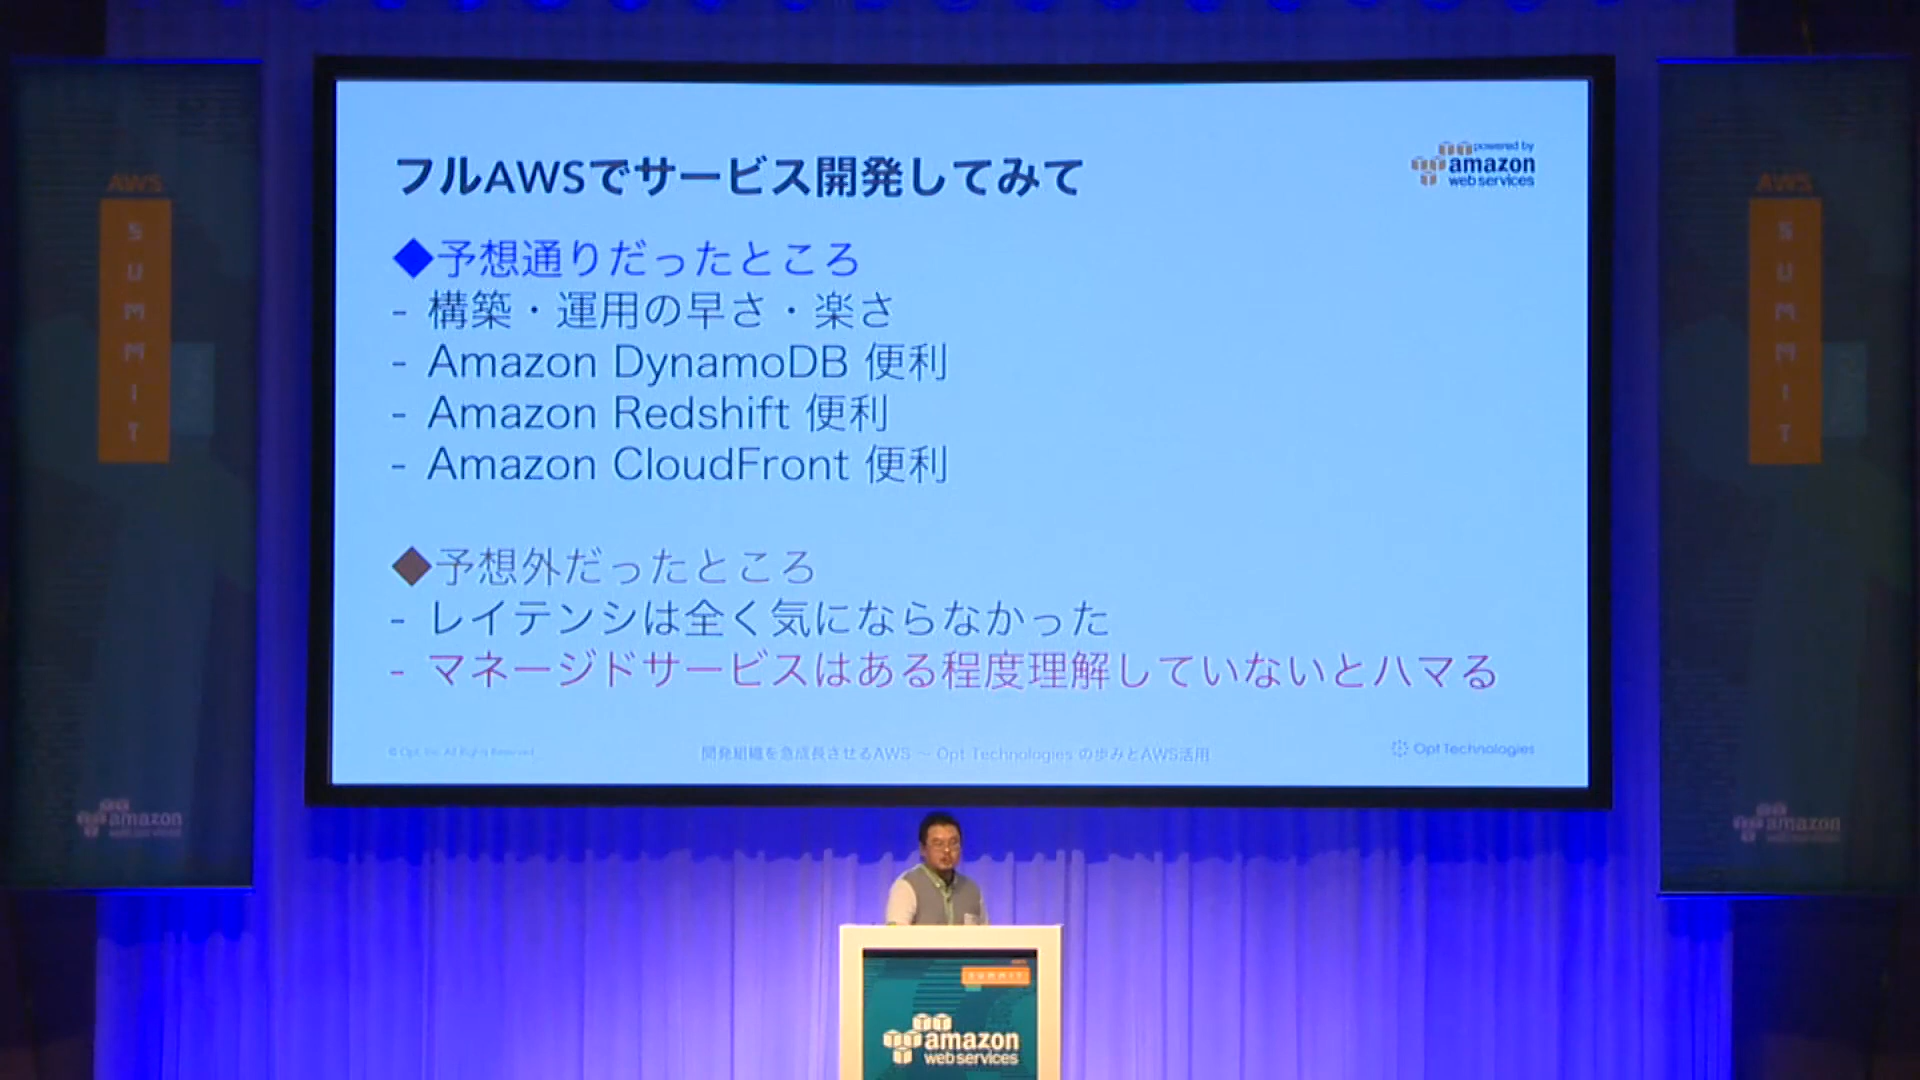 フルAWSでサービス開発してみて
powered by
amazon
web services
◆予想通りだったところ
- 構築・運用の早さ・楽さ
- Amazon DynamoDB 便利
- Amazon Redshift 便利
- Amazon CloudFront 便利
◆予想外だったところ
- レイテンシは全く気にならなかった
- マネージドサービスはある程度理解していないとハマる
© Opt, Inc. All Rights Reserved.
開発組織を急成長させるAWS ～ Opt Technologies の歩みとAWS活用
Opt Technologies
AWS
SUMMIT
amazon
web services
AWS
SUMMIT
amazon
web services
SUMMIT
amazon
web services